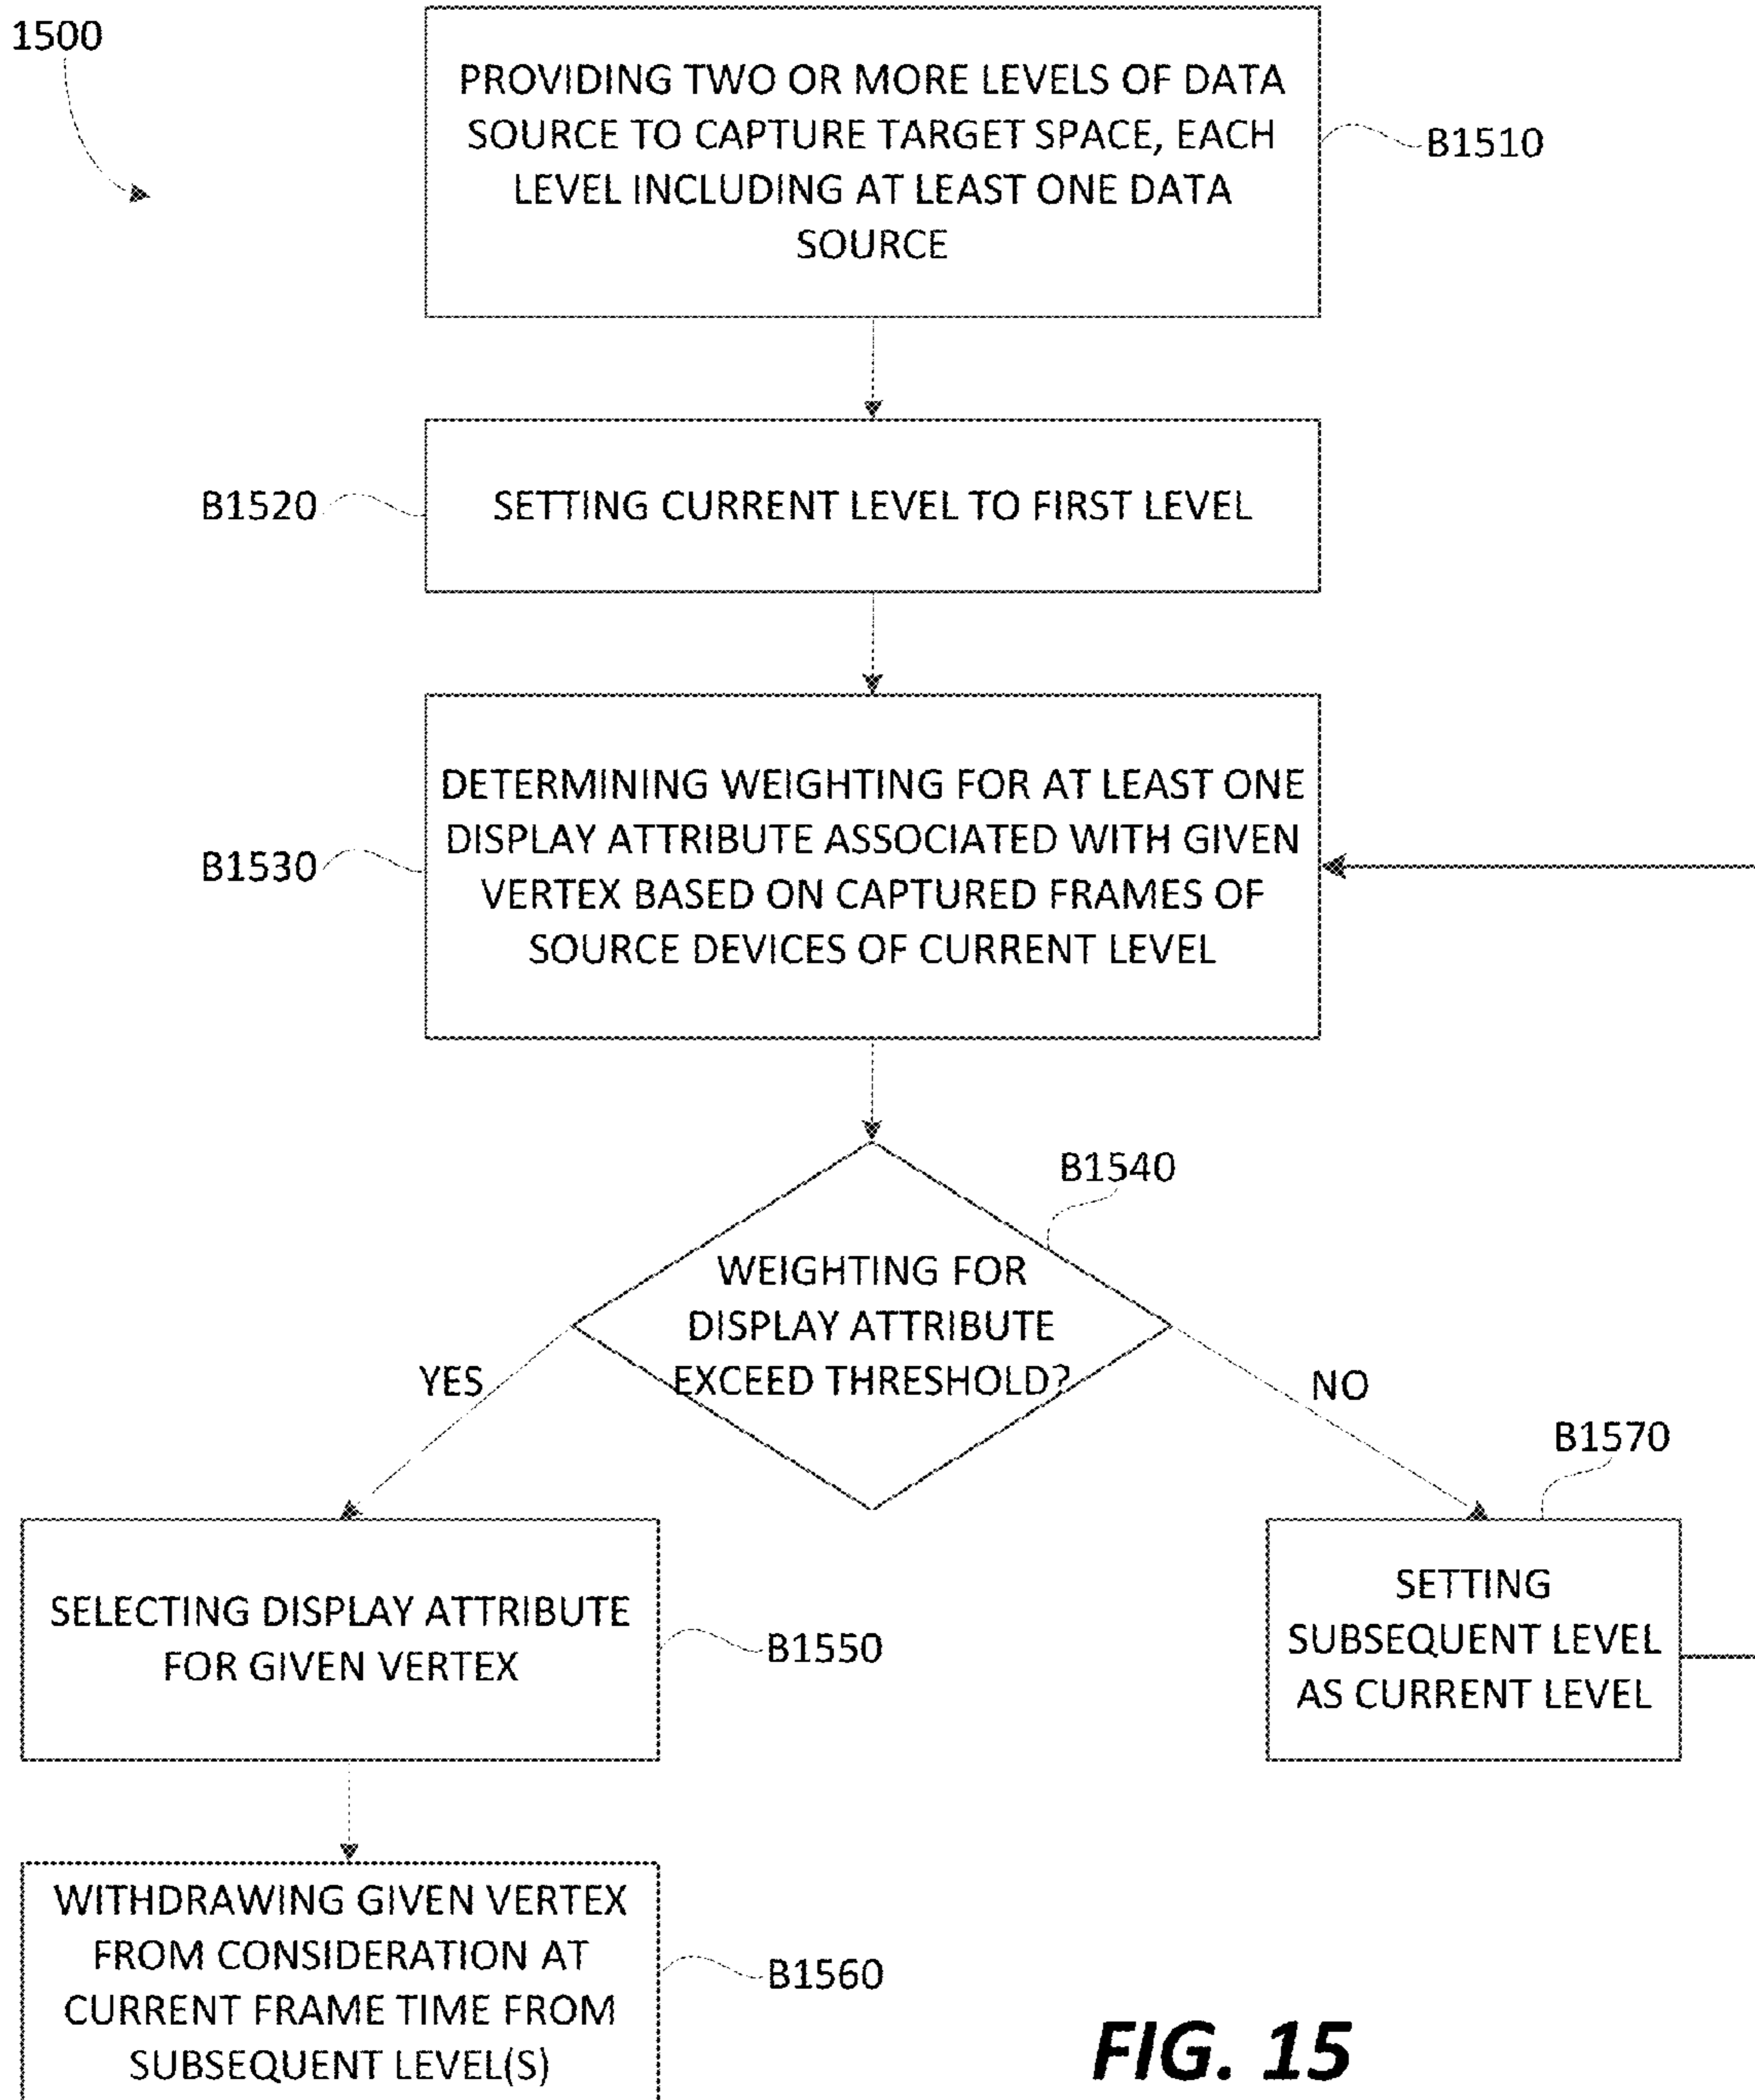 1500
PROVIDING TWO OR MORE LEVELS OF DATA
SOURCE TO CAPTURE TARGET SPACE, EACH
LEVEL INCLUDING AT LEAST ONE DATA
SOURCE
B1510
B1520
SETTING CURRENT LEVEL TO FIRST LEVEL
DETERMINING WEIGHTING FOR AT LEAST ONE
DISPLAY ATTRIBUTE ASSOCIATED WITH GIVEN
VERTEX BASED ON CAPTURED FRAMES OF
SOURCE DEVICES OF CURRENT LEVEL
B1530
B1540
WEIGHTING FOR
DISPLAY ATTRIBUTE
EXCEED THRESHOLD?
YES
NO
B1570
SELECTING DISPLAY ATTRIBUTE
FOR GIVEN VERTEX
B1550
SETTING
SUBSEQUENT LEVEL
AS CURRENT LEVEL
WITHDRAWING GIVEN VERTEX
FROM CONSIDERATION AT
CURRENT FRAME TIME FROM
SUBSEQUENT LEVEL(S)
B1560
FIG. 15